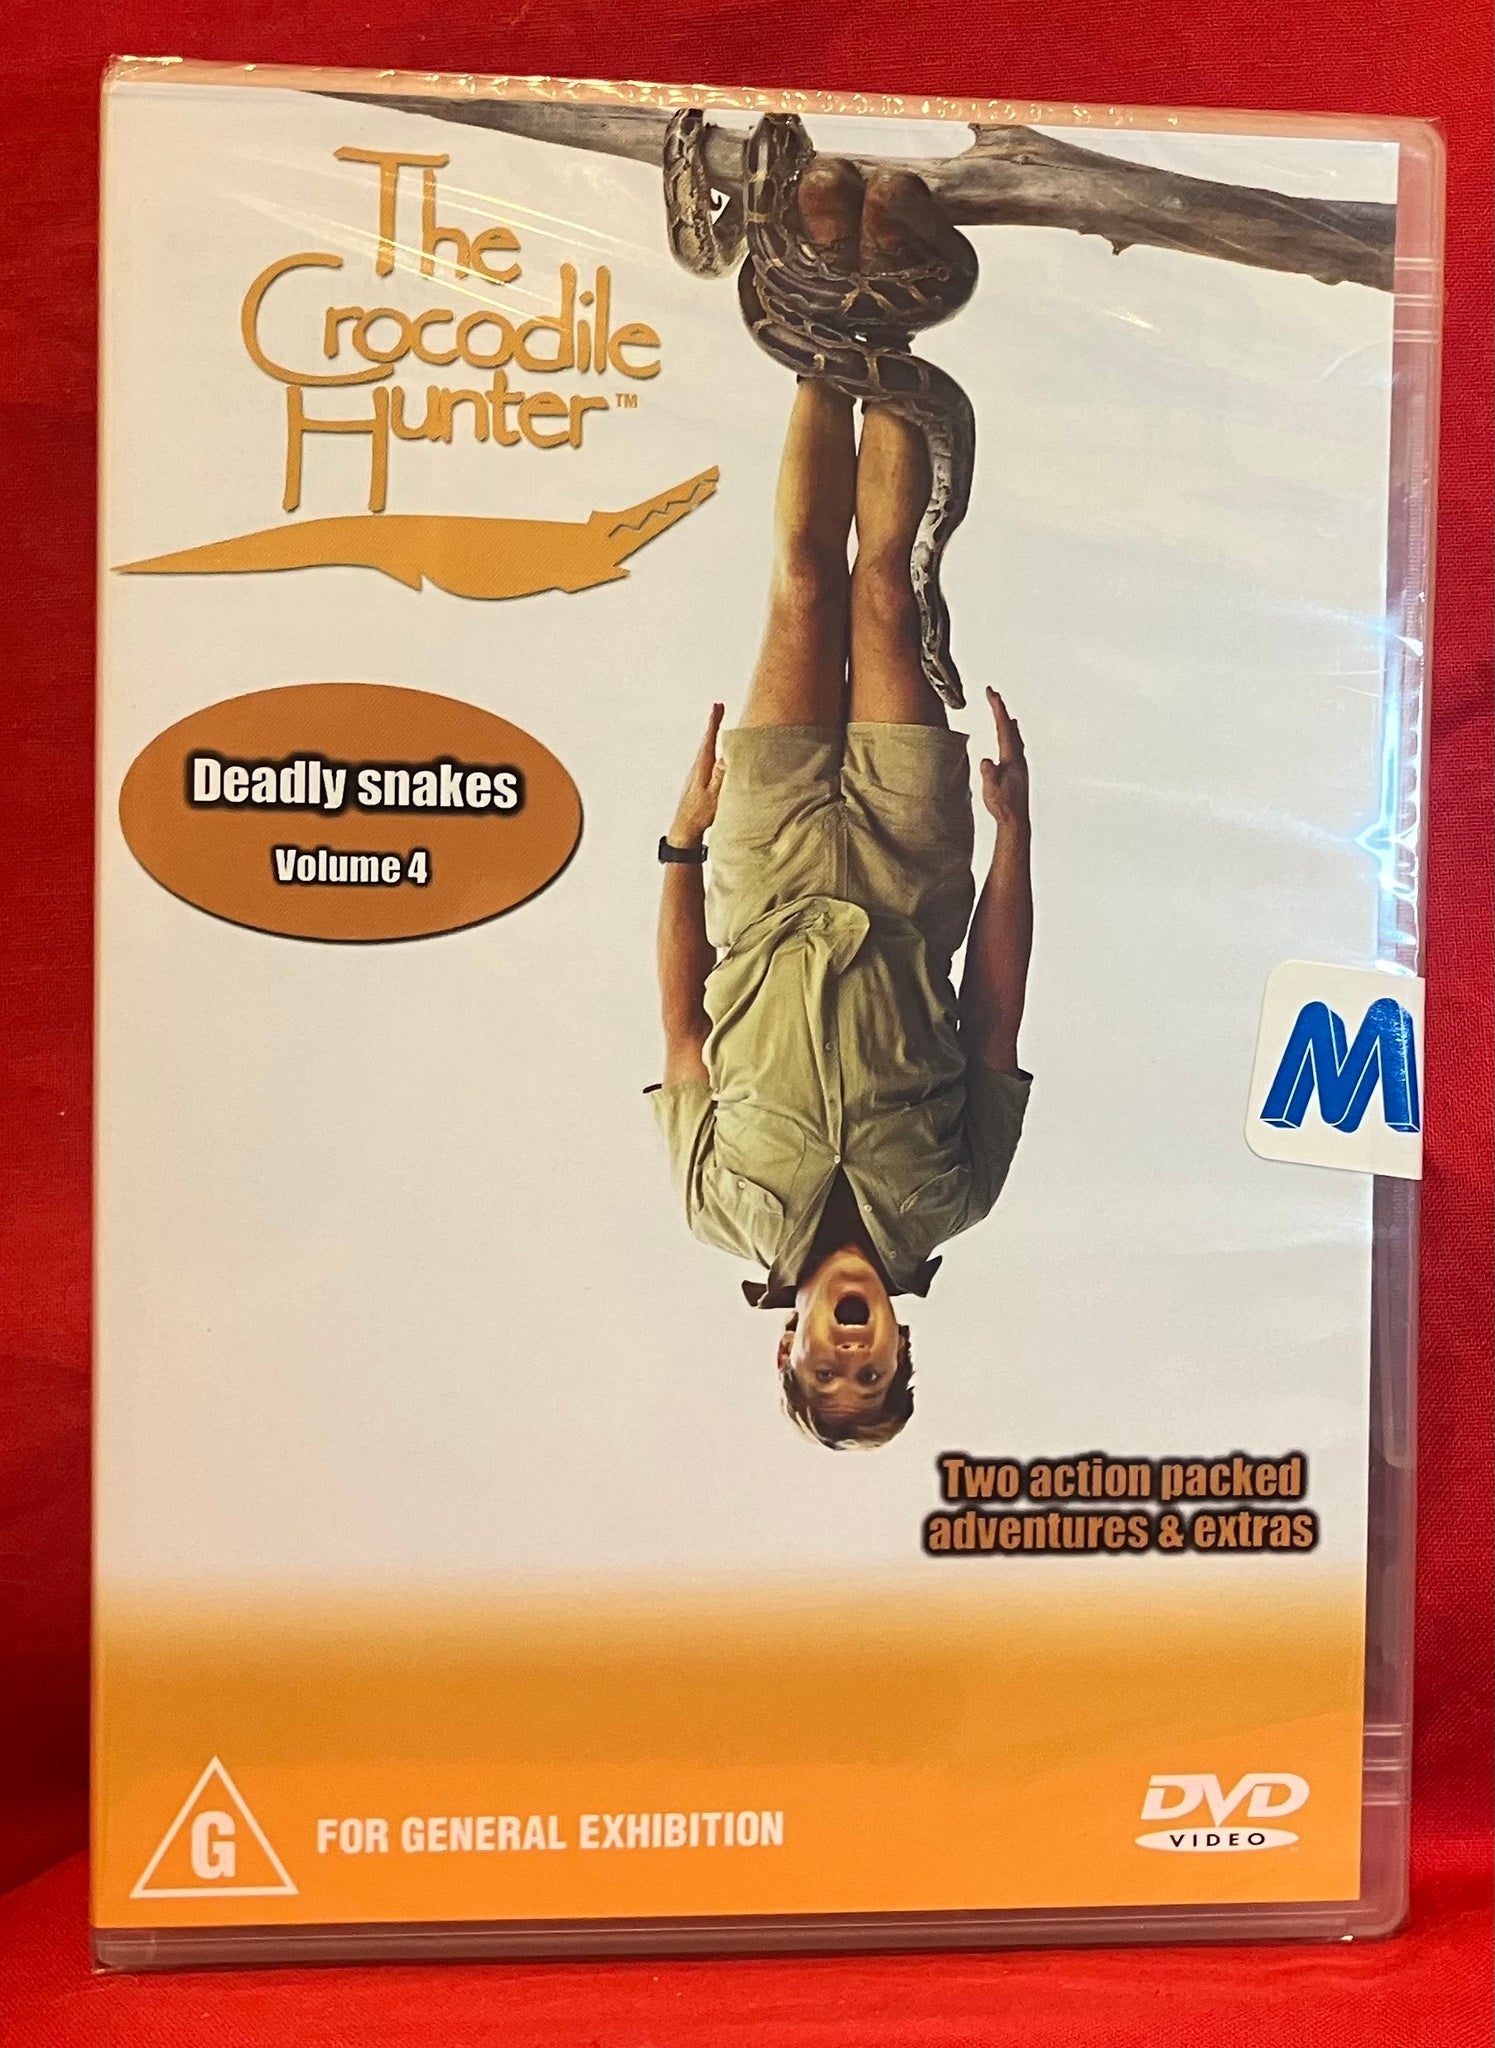 The
Crocodile
Hunter™
Deadly snakes
Volume 4
M
Two action packed
adventures & extras
G
FOR GENERAL EXHIBITION
DVD
VIDEO